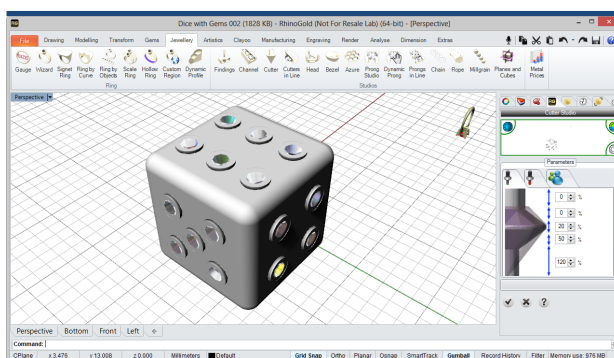 Dice with Gems 002 (1828 KB) - RhinoGold (Not For Resale Lab) (64-bit) - [Perspective]
File Drawing Modelling Transform Gems Jewellery Artistics Clayoo Manufacturing Engraving Render Analyse Dimension Extras
Gauge Wizard Signet Ring Ring by Curve Ring by Objects Scale Ring Hollow Ring Custom Region Dynamic Profile Findings Channel Cutter Cutters in Line Head Bezel Azure Prong Studio Dynamic Prong Prongs in Line Chain Rope Milligrain Planes and Cubes Metal Prices
Ring Studios
Perspective
Cutter Studio
Parameters
0 %
0 %
20 %
50 %
120 %
Perspective Bottom Front Left
Command:
CPlane x 3.476 y 13.008 z 0.000 Millimeters Default Grid Snap Ortho Planar Osnap SmartTrack Gumball Record History Filter Memory use: 976 MB